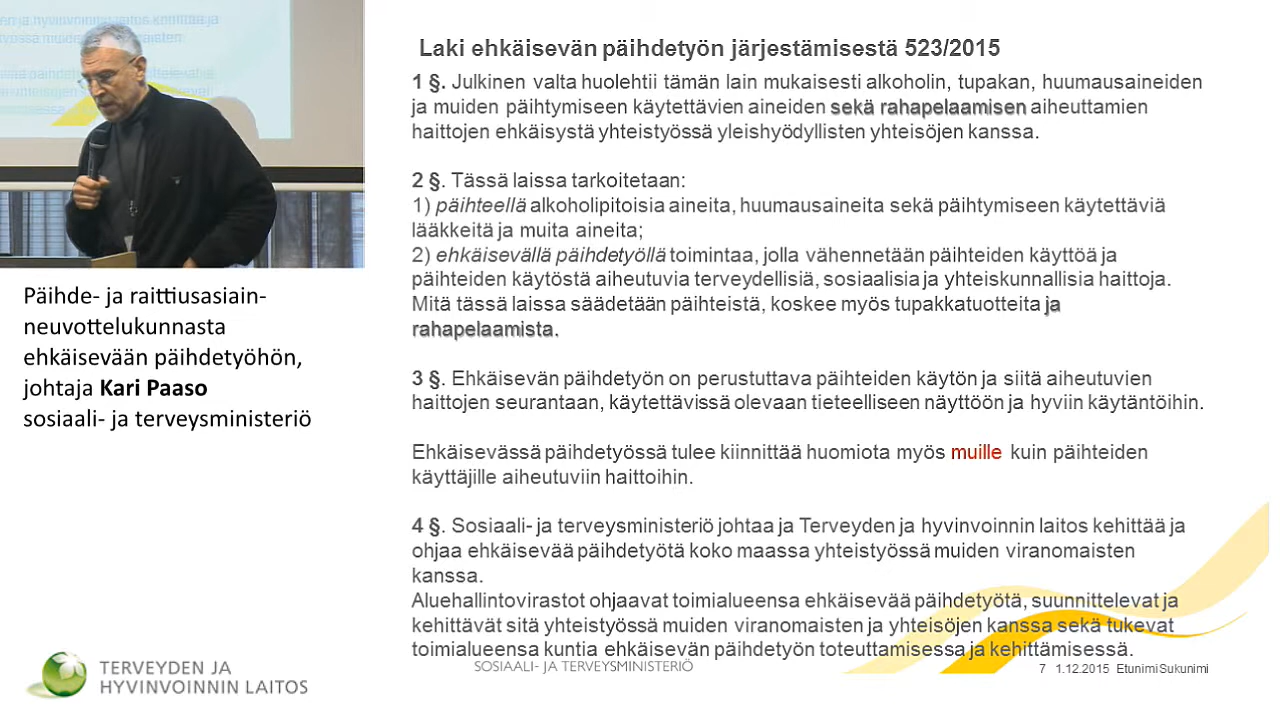 Laki ehkäisevän päihdetyön järjestämisestä 523/2015
1 §. Julkinen valta huolehtii tämän lain mukaisesti alkoholin, tupakan, huumausaineiden
ja muiden päihtymiseen käytettävien aineiden sekä rahapelaamisen aiheuttamien
haittojen ehkäisystä yhteistyössä yleishyödyllisten yhteisöjen kanssa.
2 §. Tässä laissa tarkoitetaan:
1) päihteellä alkoholipitoisia aineita, huumausaineita sekä päihtymiseen käytettäviä
lääkkeitä ja muita aineita;
2) ehkäisevällä päihdetyöllä toimintaa, jolla vähennetään päihteiden käyttöä ja
päihteiden käytöstä aiheutuvia terveydellisiä, sosiaalisia ja yhteiskunnallisia haittoja.
Mitä tässä laissa säädetään päihteistä, koskee myös tupakkatuotteita ja
rahapelaamista.
3 §. Ehkäisevän päihdetyön on perustuttava päihteiden käytön ja siitä aiheutuvien
haittojen seurantaan, käytettävissä olevaan tieteelliseen näyttöön ja hyviin käytäntöihin.
Ehkäisevässä päihdetyössä tulee kiinnittää huomiota myös muille kuin päihteiden
käyttäjille aiheutuviin haittoihin.
4 §. Sosiaali- ja terveysministeriö johtaa ja Terveyden ja hyvinvoinnin laitos kehittää ja
ohjaa ehkäisevää päihdetyötä koko maassa yhteistyössä muiden viranomaisten
kanssa.
Aluehallintovirastot ohjaavat toimialueensa ehkäisevää päihdetyötä, suunnittelevat ja
kehittävät sitä yhteistyössä muiden viranomaisten ja yhteisöjen kanssa sekä tukevat
toimialueensa kuntia ehkäisevän päihdetyön toteuttamisessa ja kehittämisessä.
SOSIAALI- JA TERVEYSMINISTERIÖ
7 1.12.2015 Etunimi Sukunimi
Päihde- ja raittiusasiain-
neuvottelukunnasta
ehkäisevään päihdetyöhön,
johtaja Kari Paaso
sosiaali- ja terveysministeriö
TERVEYDEN JA
HYVINVOINNIN LAITOS